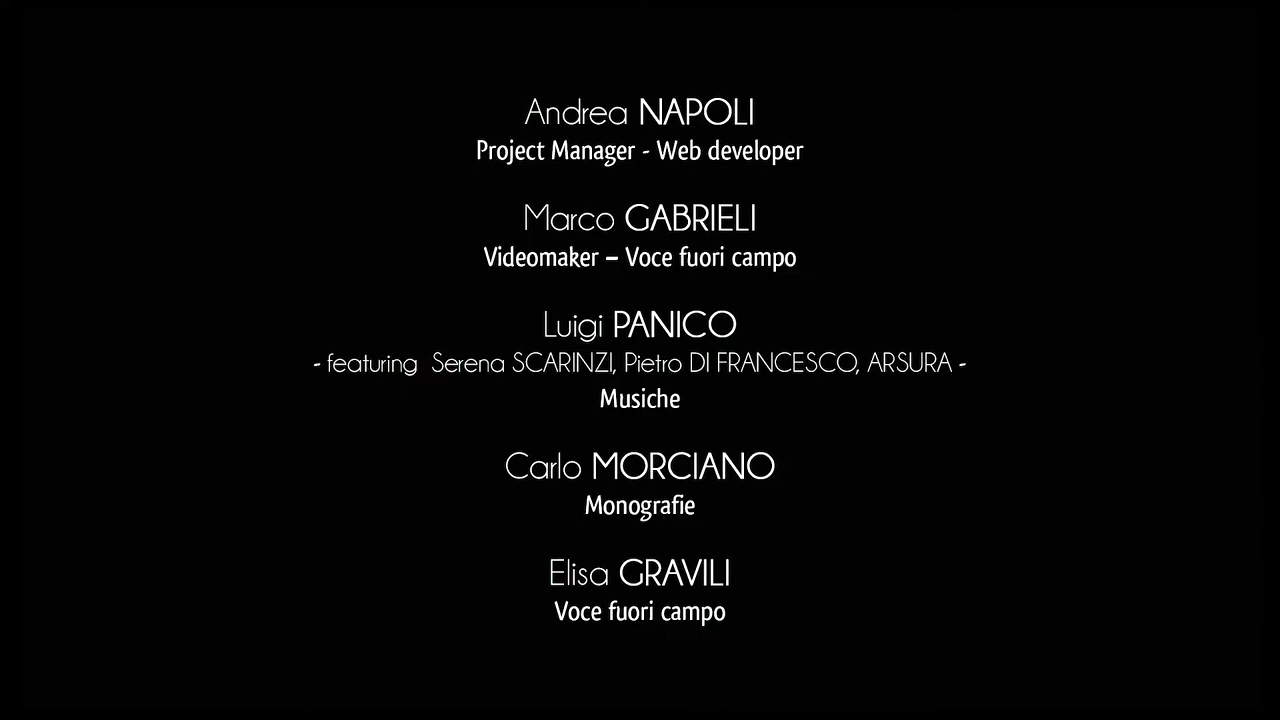 Andrea NAPOLI
Project Manager - Web developer
Marco GABRIELI
Videomaker – Voce fuori campo
Luigi PANICO
- featuring  Serena SCARINZI, Pietro DI FRANCESCO, ARSURA -
Musiche
Carlo MORCIANO
Monografie
Elisa GRAVILI
Voce fuori campo